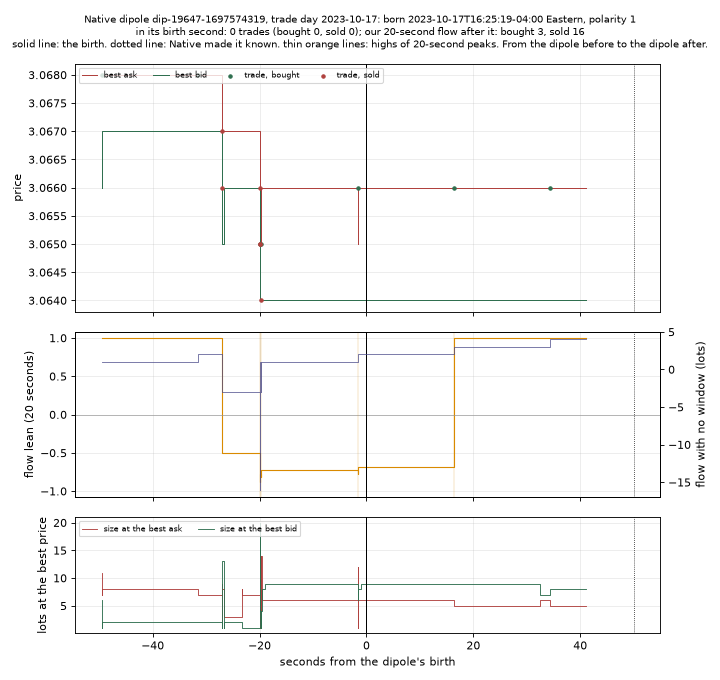 Native dipole dip-19647-1697574319, trade day 2023-10-17: born 2023-10-17T16:25:19-04:00 Eastern, polarity 1
in its birth second: 0 trades (bought 0, sold 0); our 20-second flow after it: bought 3, sold 16
solid line: the birth. dotted line: Native made it known. thin orange lines: highs of 20-second peaks. From the dipole before to the dipole after.
best ask best bid trade, bought trade, sold
3.0680
3.0675
3.0670
3.0665
3.0660
3.0655
3.0650
3.0645
3.0640
price
1.0
0.5
0.0
−0.5
−1.0
flow lean (20 seconds)
5
0
−5
−10
−15
flow with no window (lots)
size at the best ask size at the best bid
20
15
10
5
lots at the best price
−40 −20 0 20 40
seconds from the dipole's birth